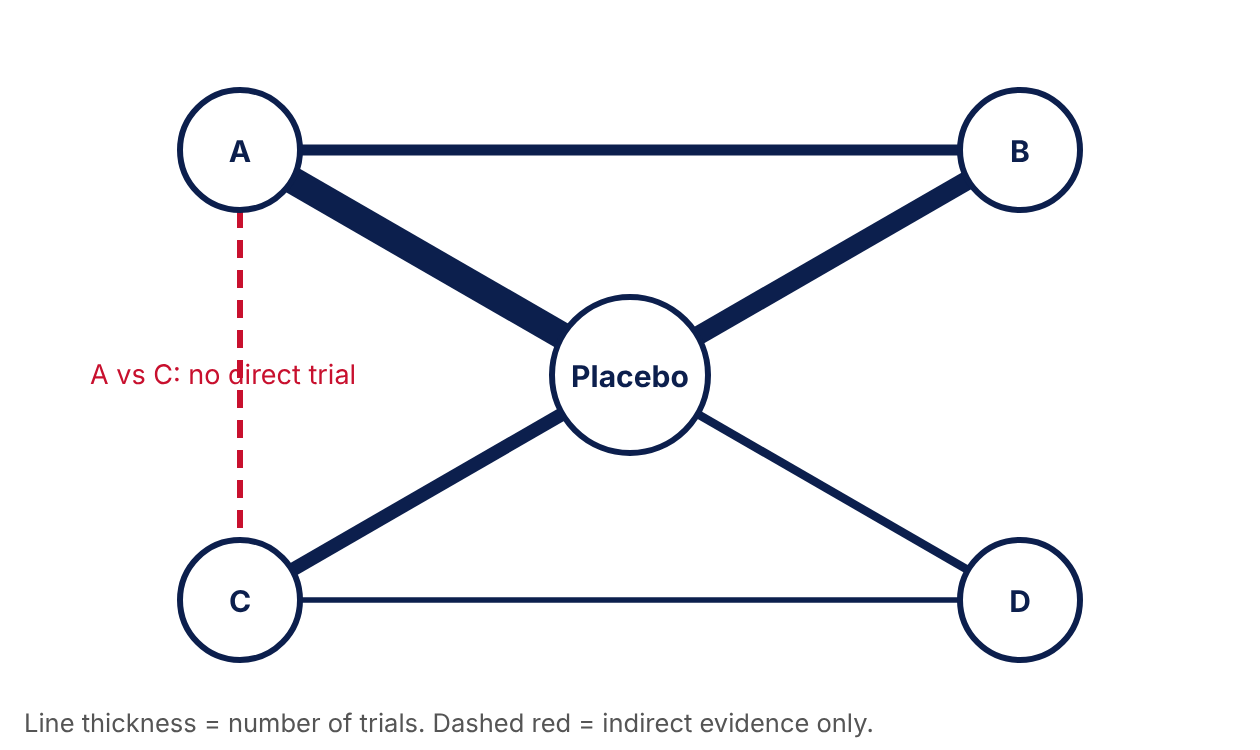 A
B
Placebo
A vs C: no direct trial
C
D
Line thickness = number of trials. Dashed red = indirect evidence only.